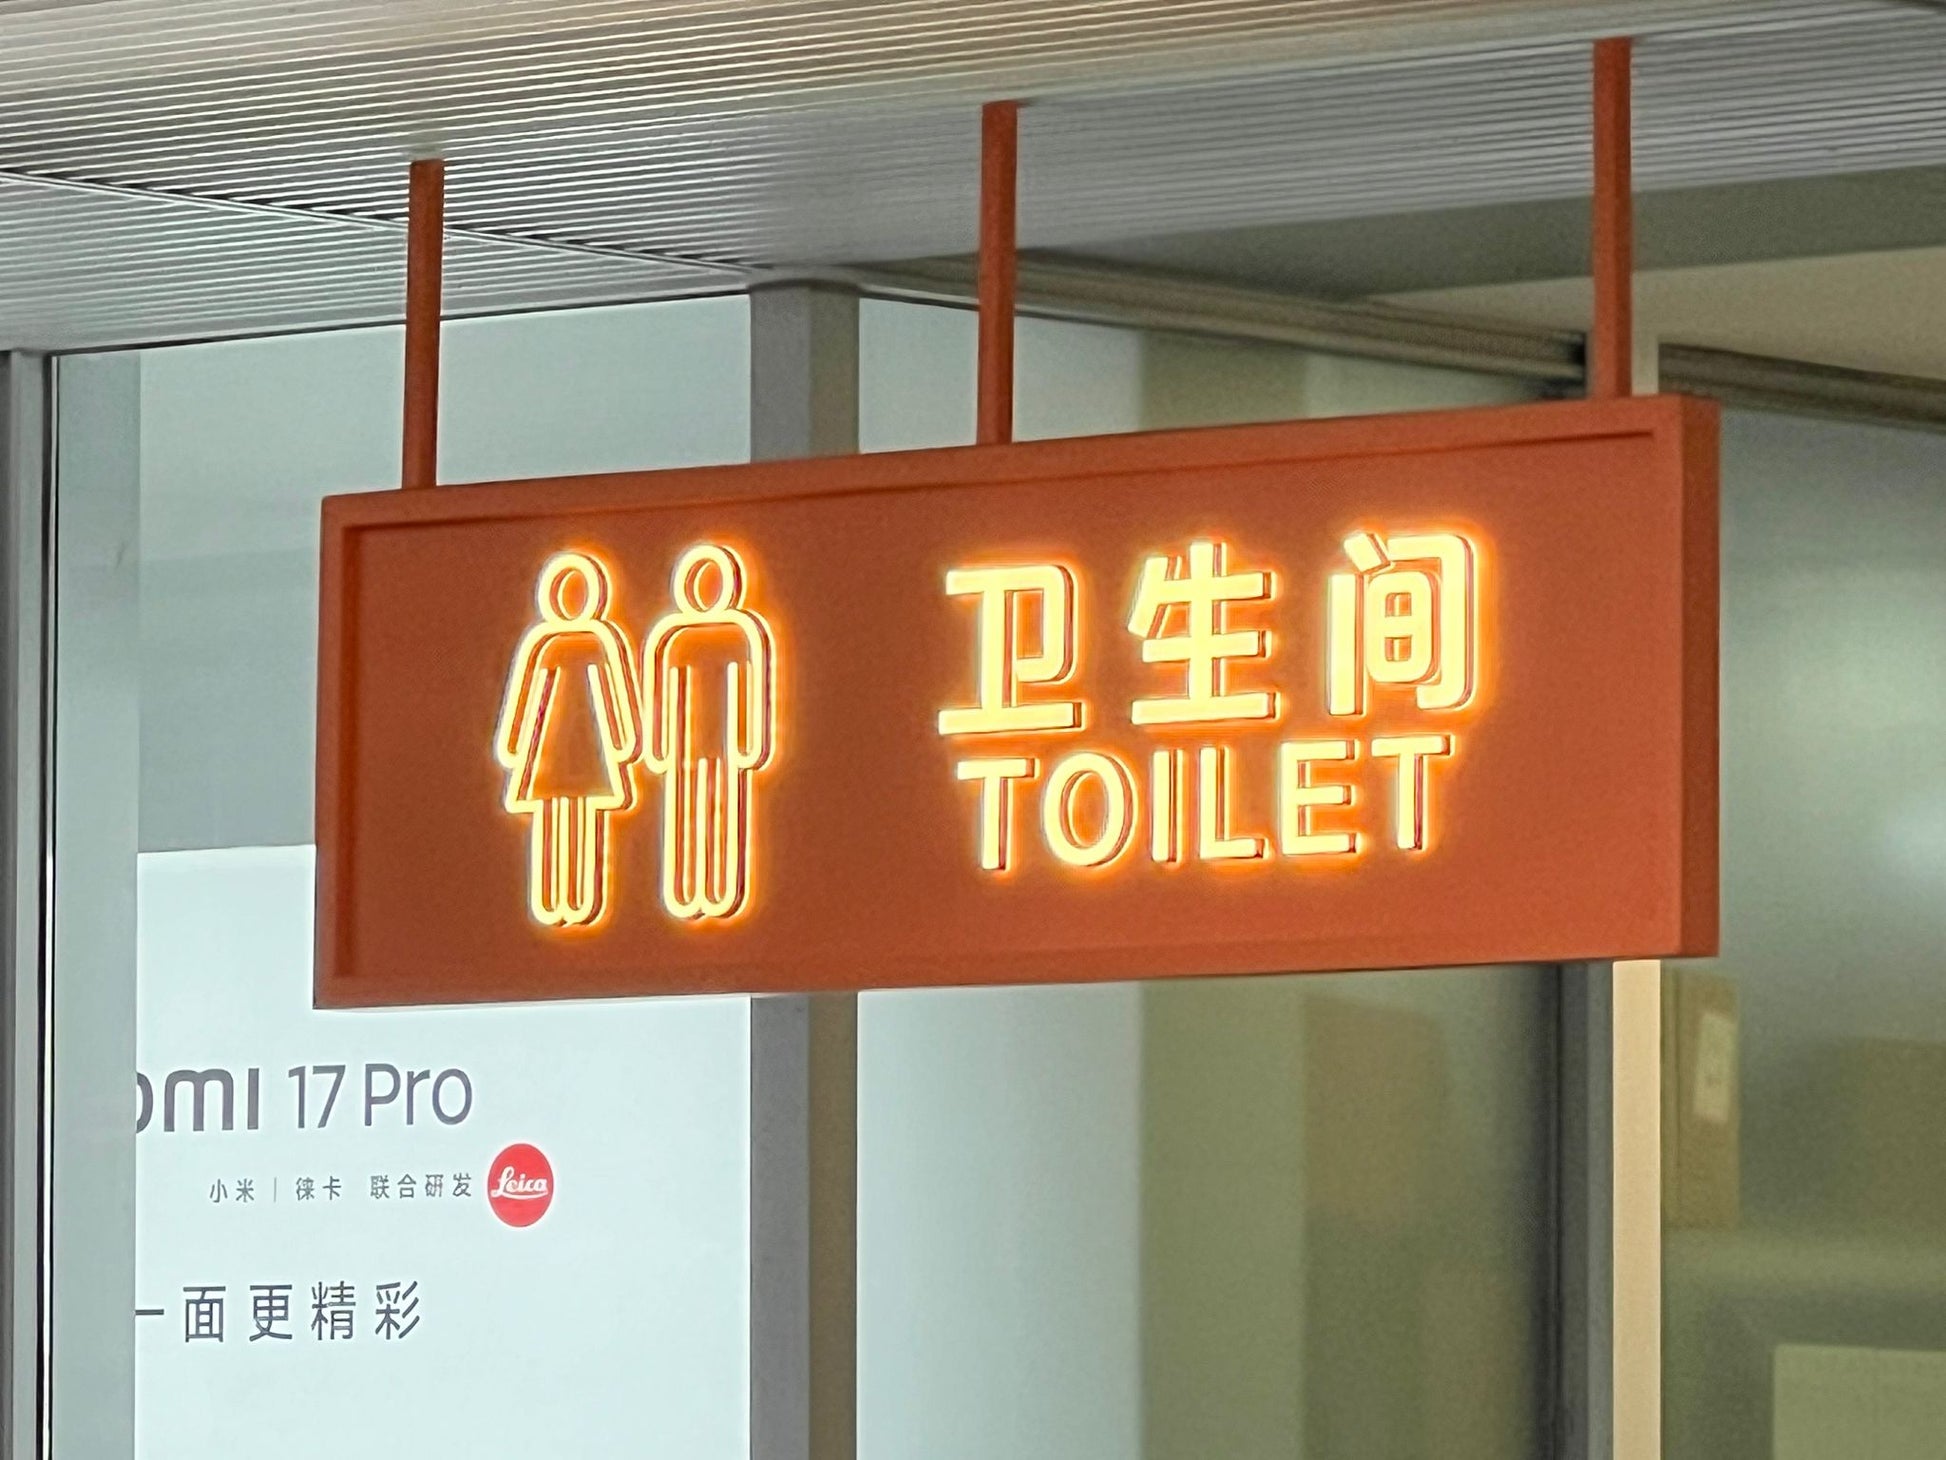 卫生间
TOILET
omi 17 Pro
小米 | 徕卡 联合研发 Leica
一面更精彩